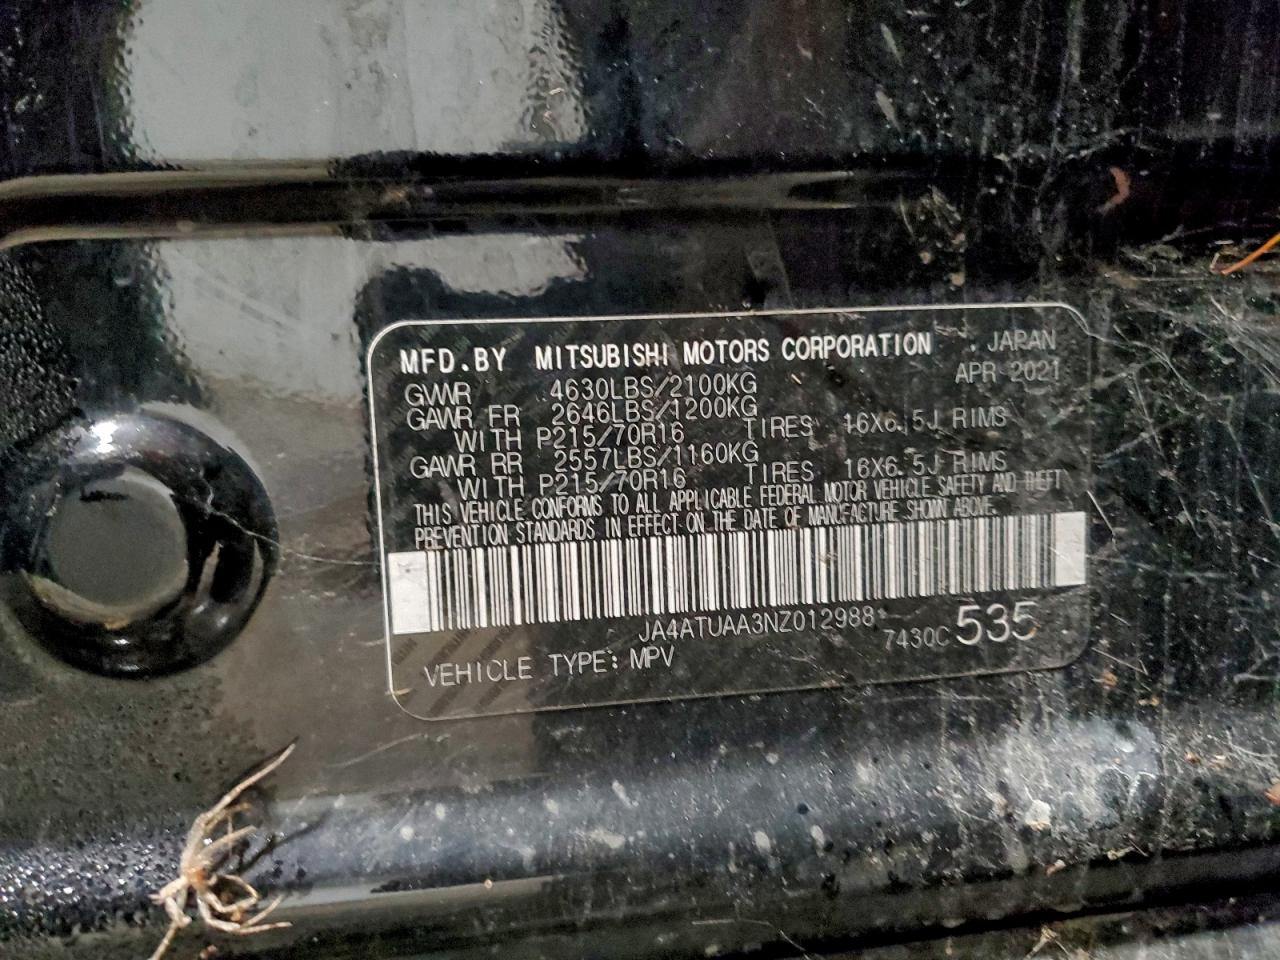 MFD.BY MITSUBISHI MOTORS CORPORATION JAPAN
APR 2021
GVWR 4630LBS/2100KG
GAWR FR 2646LBS/1200KG
WITH P215/70R16 TIRES 16X6.5J RIMS
GAWR RR 2557LBS/1160KG
WITH P215/70R16 TIRES 16X6.5J RIMS
THIS VEHICLE CONFORMS TO ALL APPLICABLE FEDERAL MOTOR VEHICLE SAFETY AND THEFT
PREVENTION STANDARDS IN EFFECT ON THE DATE OF MANUFACTURE SHOWN ABOVE.
JA4ATUAA3NZ012988*
7430C 535
VEHICLE TYPE: MPV